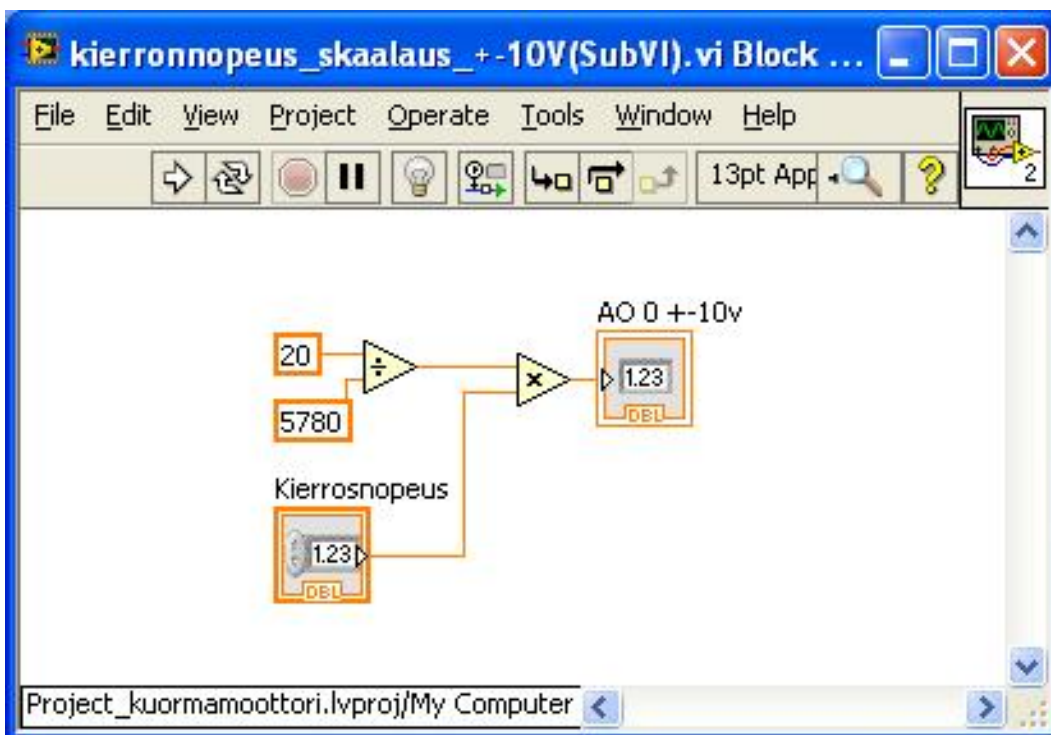 kierronnopeus_skaalaus_+-10V(SubVI).vi Block ...
File Edit View Project Operate Tools Window Help
13pt App
2
AO 0 +-10v
20
÷
×
1.23
DBL
5780
Kierrosnopeus
1.23
DBL
Project_kuormamoottori.lvproj/My Computer